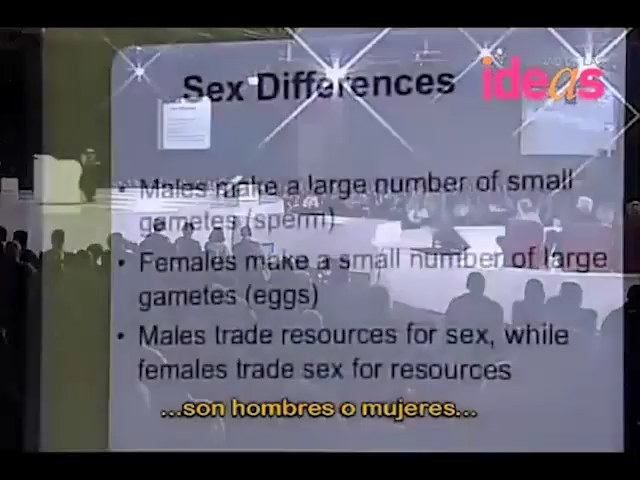 Sex Differences
ideas
• Males make a large number of small
gametes (sperm)
• Females make a small number of large
gametes (eggs)
• Males trade resources for sex, while
females trade sex for resources
...son hombres o mujeres...